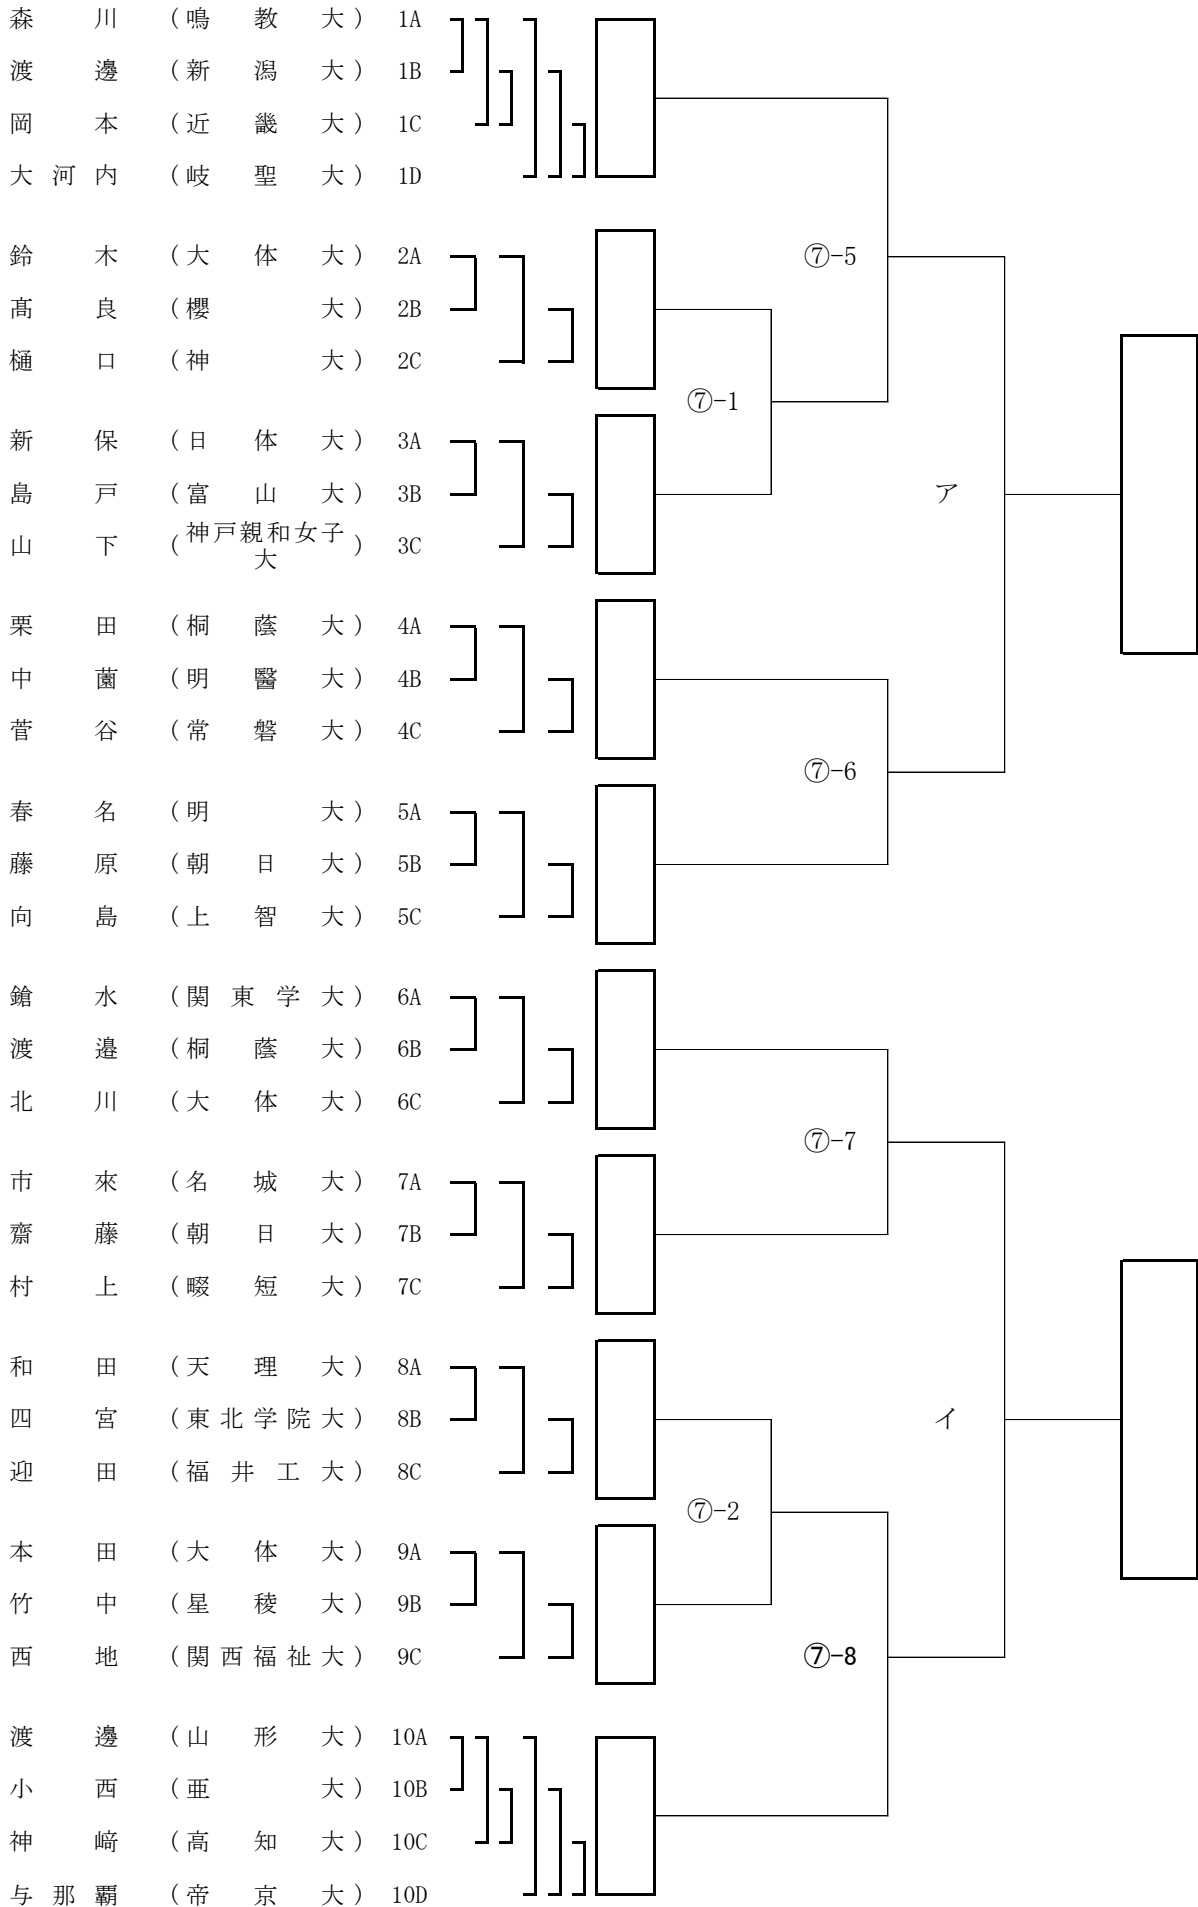 森川（鳴教大）1A
渡邊（新潟大）1B
岡本（近畿大）1C
大河内（岐聖大）1D
鈴木（大体大）2A
⑦-5
髙良（櫻大）2B
樋口（神大）2C
⑦-1
新保（日体大）3A
島戸（富山大）3B
ア
山下（神戸親和女子大）3C
栗田（桐蔭大）4A
中薗（明醫大）4B
菅谷（常磐大）4C
⑦-6
春名（明大）5A
藤原（朝日大）5B
向島（上智大）5C
鎗水（関東学大）6A
渡邉（桐蔭大）6B
北川（大体大）6C
⑦-7
市來（名城大）7A
齋藤（朝日大）7B
村上（畷短大）7C
和田（天理大）8A
四宮（東北学院大）8B
イ
迎田（福井工大）8C
⑦-2
本田（大体大）9A
竹中（星稜大）9B
西地（関西福祉大）9C
⑦-8
渡邊（山形大）10A
小西（亜大）10B
神﨑（高知大）10C
与那覇（帝京大）10D